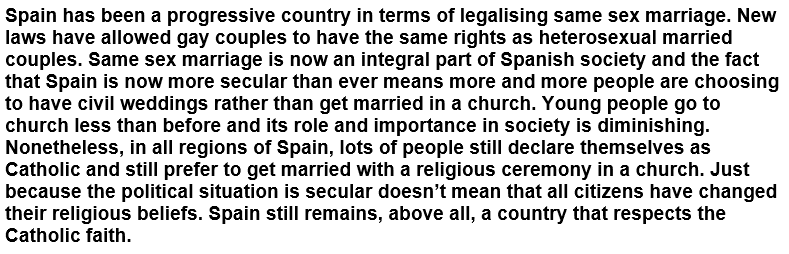 Spain has been a progressive country in terms of legalising same sex marriage. New
laws have allowed gay couples to have the same rights as heterosexual married
couples. Same sex marriage is now an integral part of Spanish society and the fact
that Spain is now more secular than ever means more and more people are choosing
to have civil weddings rather than get married in a church. Young people go to
church less than before and its role and importance in society is diminishing.
Nonetheless, in all regions of Spain, lots of people still declare themselves as
Catholic and still prefer to get married with a religious ceremony in a church. Just
because the political situation is secular doesn’t mean that all citizens have changed
their religious beliefs. Spain still remains, above all, a country that respects the
Catholic faith.